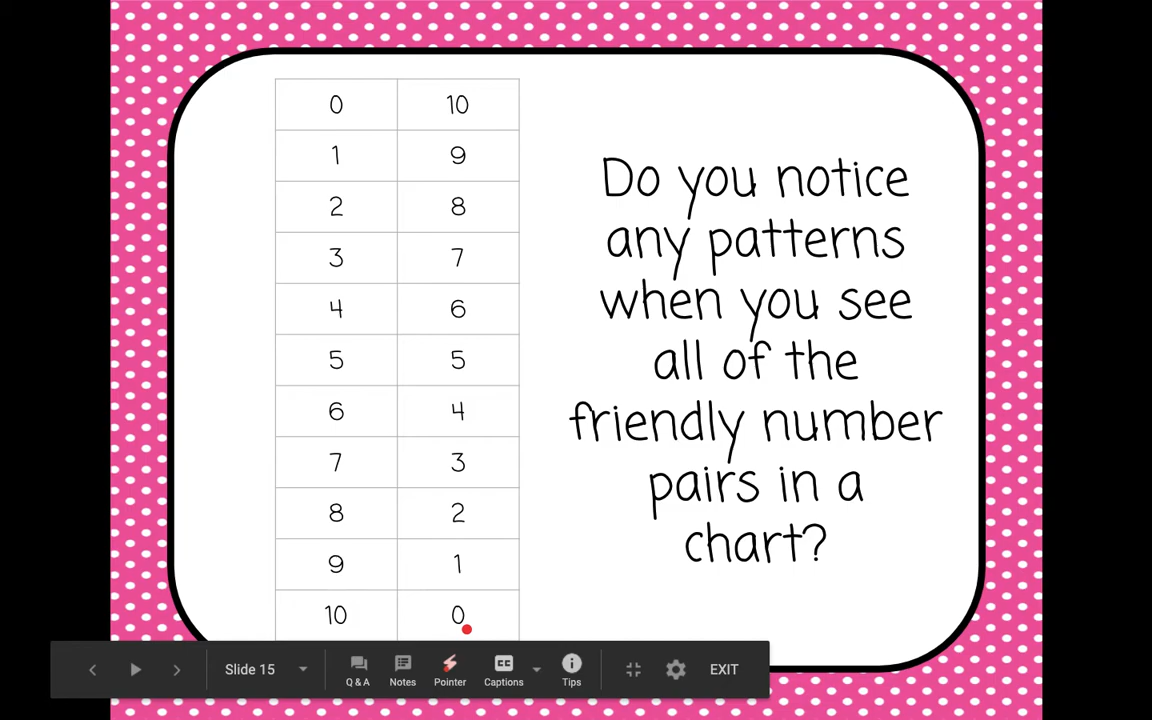 0 10
1 9
2 8
3 7
4 6
5 5
6 4
7 3
8 2
9 1
10 0
Do you notice
any patterns
when you see
all of the
friendly number
pairs in a
chart?
Slide 15
Q & A
Notes
Pointer
CC
Captions
Tips
EXIT